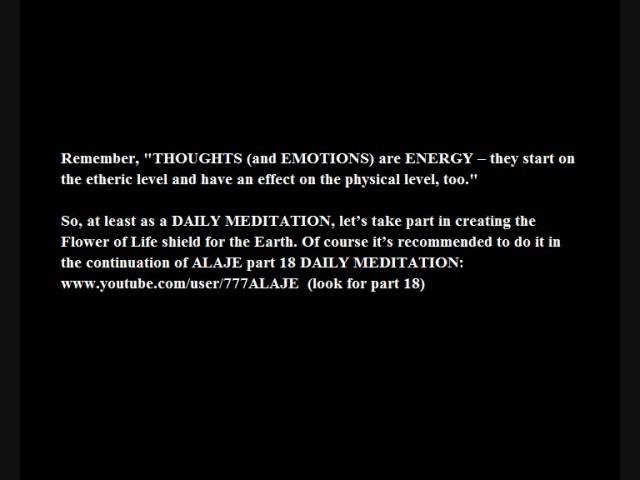 Remember, "THOUGHTS (and EMOTIONS) are ENERGY – they start on
the etheric level and have an effect on the physical level, too."
So, at least as a DAILY MEDITATION, let's take part in creating the
Flower of Life shield for the Earth. Of course it's recommended to do it in
the continuation of ALAJE part 18 DAILY MEDITATION:
www.youtube.com/user/777ALAJE (look for part 18)